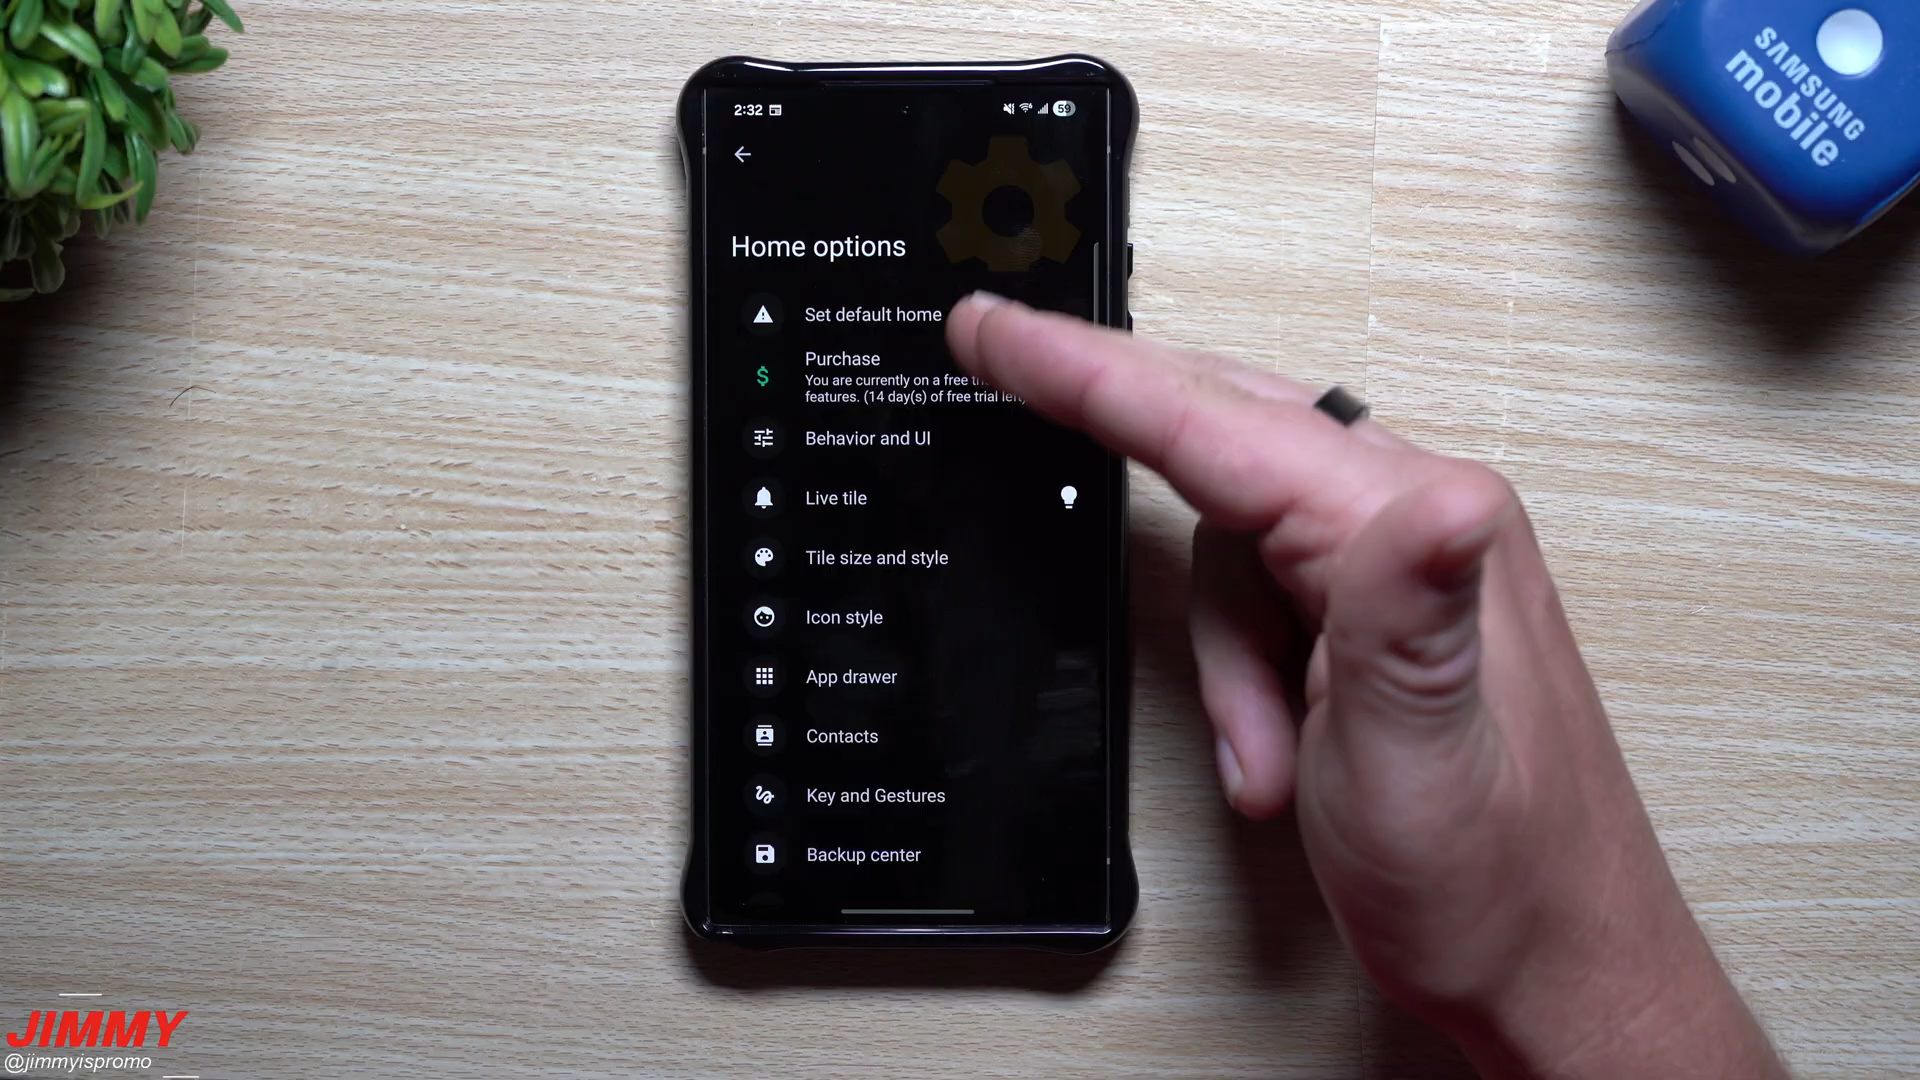 2:32
59
Home options
Set default home
Purchase
You are currently on a free
features. (14 day(s) of free trial left)
Behavior and UI
Live tile
Tile size and style
Icon style
App drawer
Contacts
Key and Gestures
Backup center
SAMSUNG
mobile
JIMMY
@jimmyispromo